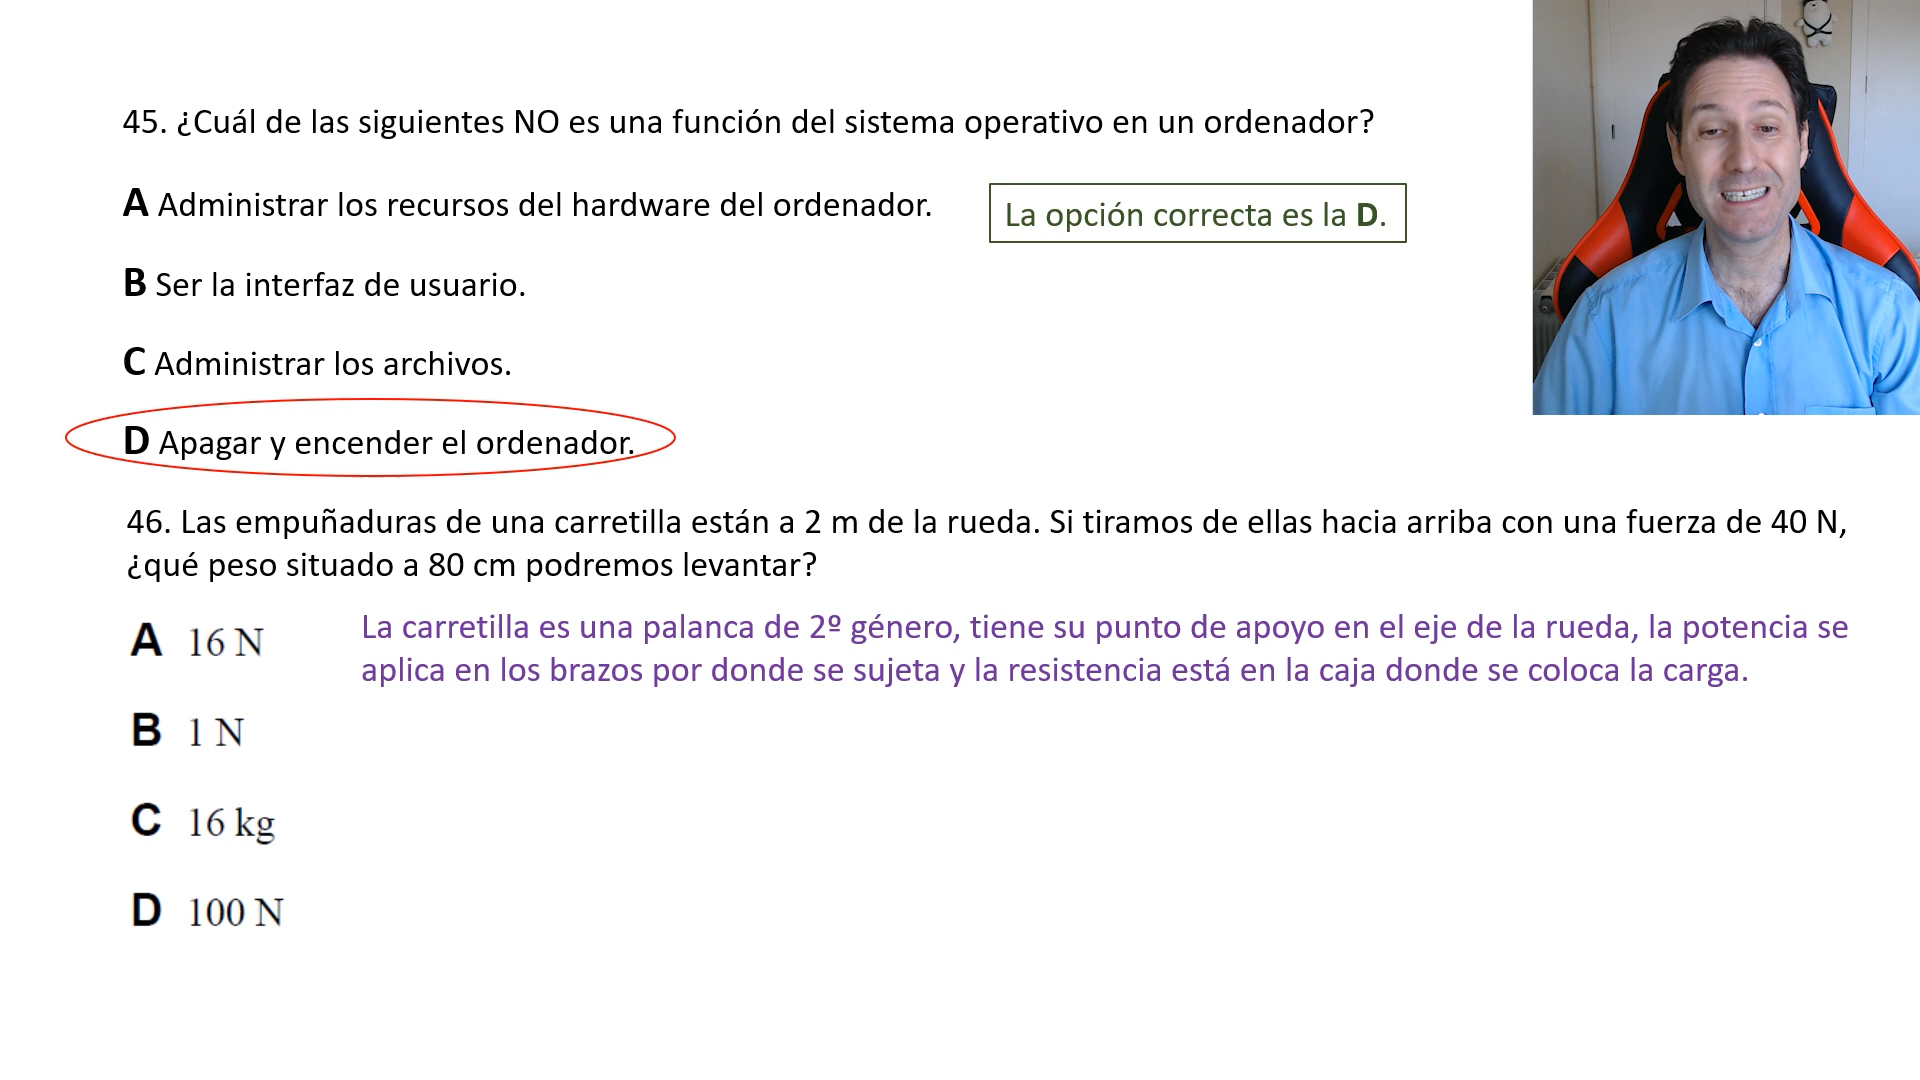 45. ¿Cuál de las siguientes NO es una función del sistema operativo en un ordenador?
A Administrar los recursos del hardware del ordenador.
La opción correcta es la D.
B Ser la interfaz de usuario.
C Administrar los archivos.
D Apagar y encender el ordenador.
46. Las empuñaduras de una carretilla están a 2 m de la rueda. Si tiramos de ellas hacia arriba con una fuerza de 40 N,
¿qué peso situado a 80 cm podremos levantar?
A 16 N
La carretilla es una palanca de 2º género, tiene su punto de apoyo en el eje de la rueda, la potencia se
aplica en los brazos por donde se sujeta y la resistencia está en la caja donde se coloca la carga.
B 1 N
C 16 kg
D 100 N